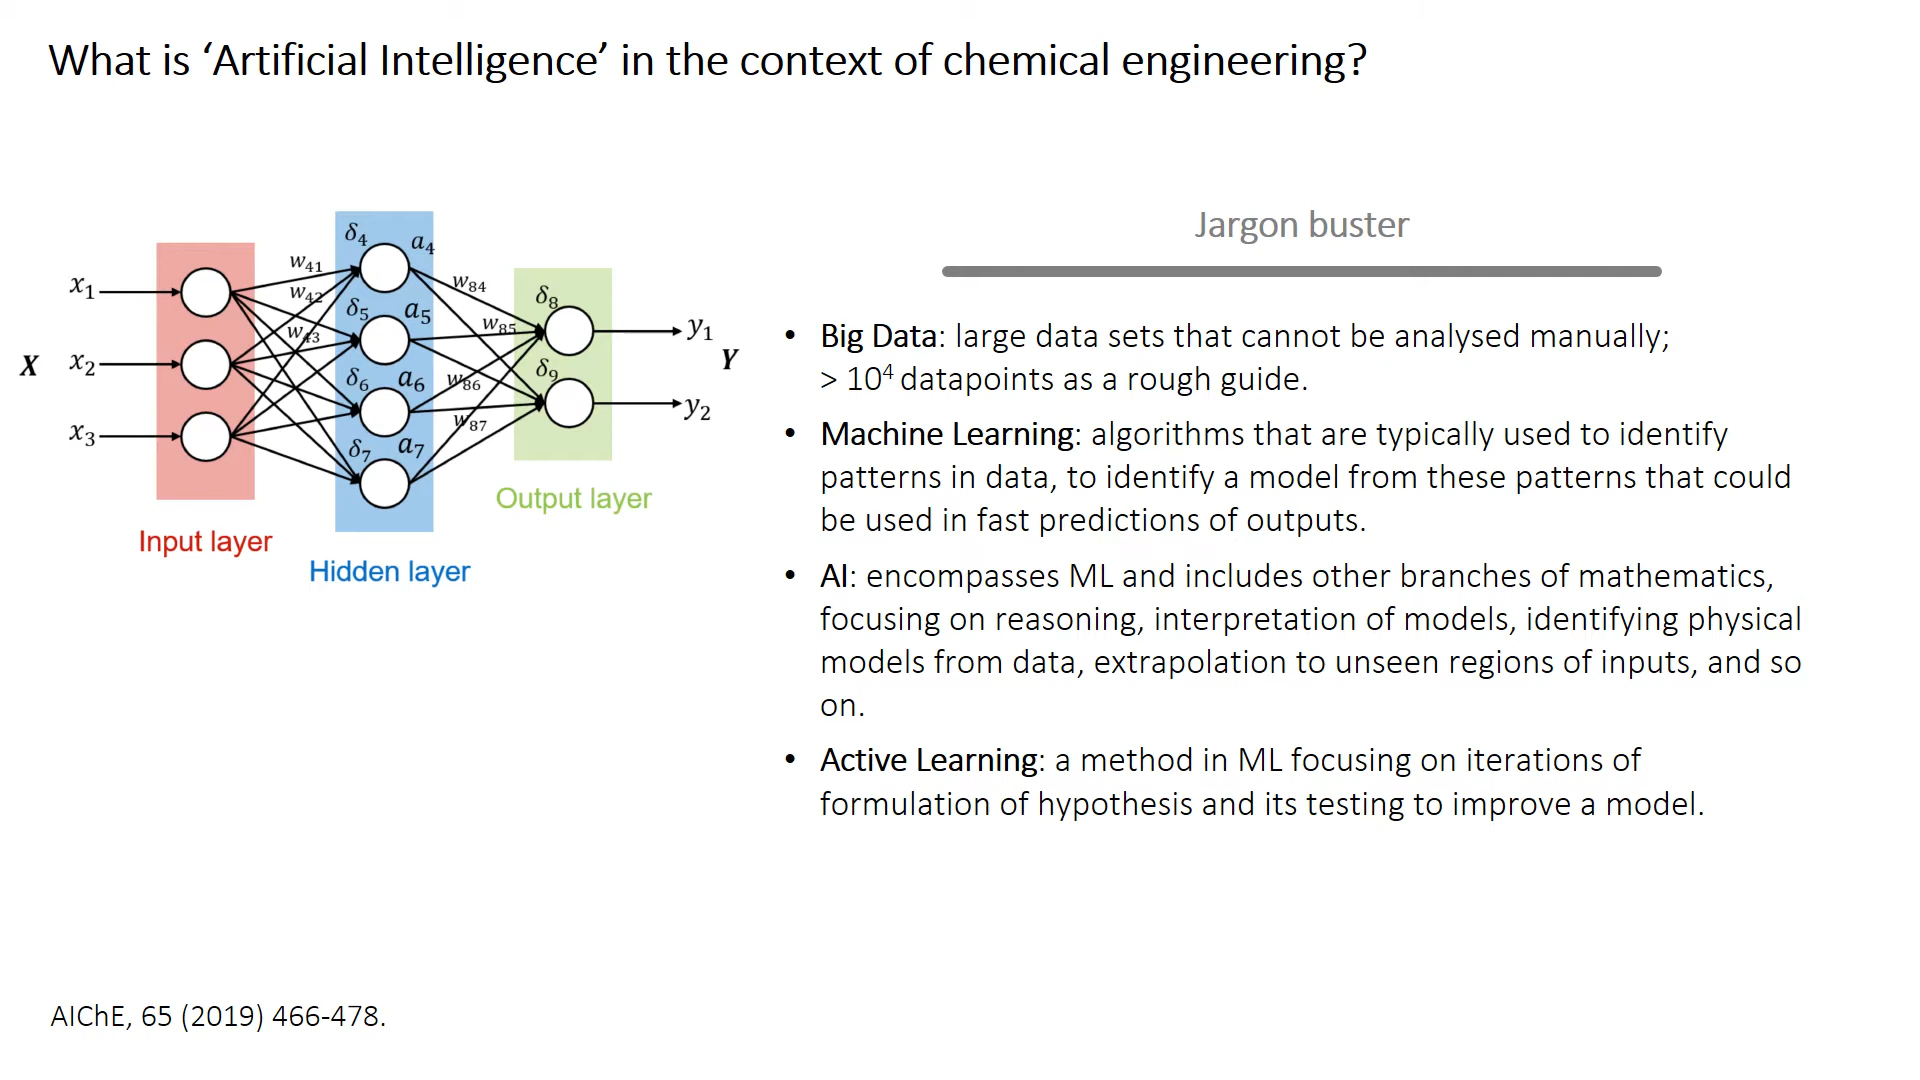 What is ‘Artificial Intelligence’ in the context of chemical engineering?
δ4 a4
w41
w42
w43
x1
x2
x3
X
δ5 a5
δ6 a6
δ7 a7
w84
w85
w86
w87
δ8
δ9
y1
y2
Y
Input layer
Hidden layer
Output layer
Jargon buster
• Big Data: large data sets that cannot be analysed manually;
> 10⁴ datapoints as a rough guide.
• Machine Learning: algorithms that are typically used to identify
patterns in data, to identify a model from these patterns that could
be used in fast predictions of outputs.
• AI: encompasses ML and includes other branches of mathematics,
focusing on reasoning, interpretation of models, identifying physical
models from data, extrapolation to unseen regions of inputs, and so
on.
• Active Learning: a method in ML focusing on iterations of
formulation of hypothesis and its testing to improve a model.
AIChE, 65 (2019) 466-478.